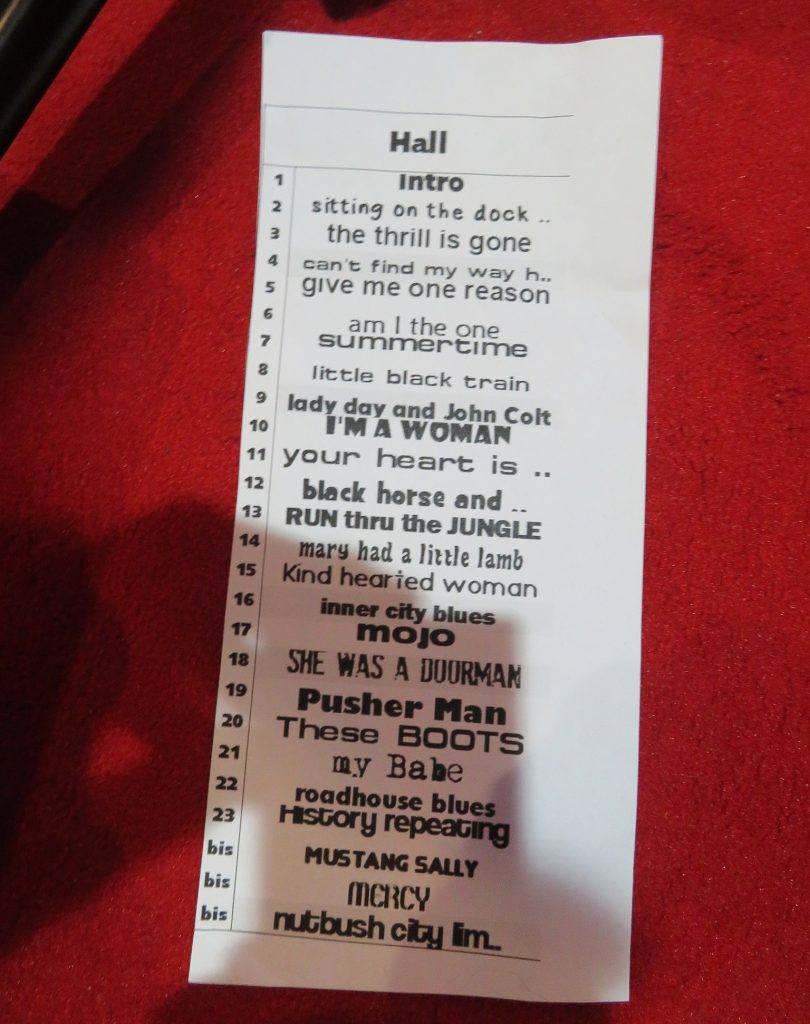 Hall
1 Intro
2 sitting on the dock ..
3 the thrill is gone
4 can't find my way h..
5 give me one reason
6 am I the one
7 summertime
8 little black train
9 lady day and John Colt
10 I'M A WOMAN
11 your heart is ..
12 black horse and ..
13 RUN thru the JUNGLE
14 mary had a little lamb
15 Kind hearted woman
16 inner city blues
17 mojo
18 SHE WAS A DOORMAN
19 Pusher Man
20 These BOOTS
21 my Babe
22 roadhouse blues
23 History repeating
bis MUSTANG SALLY
bis MERCY
bis nutbush city lim..